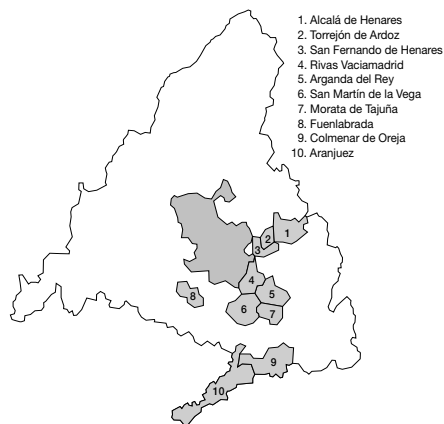 1. Alcalá de Henares
2. Torrejón de Ardoz
3. San Fernando de Henares
4. Rivas Vaciamadrid
5. Arganda del Rey
6. San Martín de la Vega
7. Morata de Tajuña
8. Fuenlabrada
9. Colmenar de Oreja
10. Aranjuez
1
2
3
4
5
8
6
7
9
10